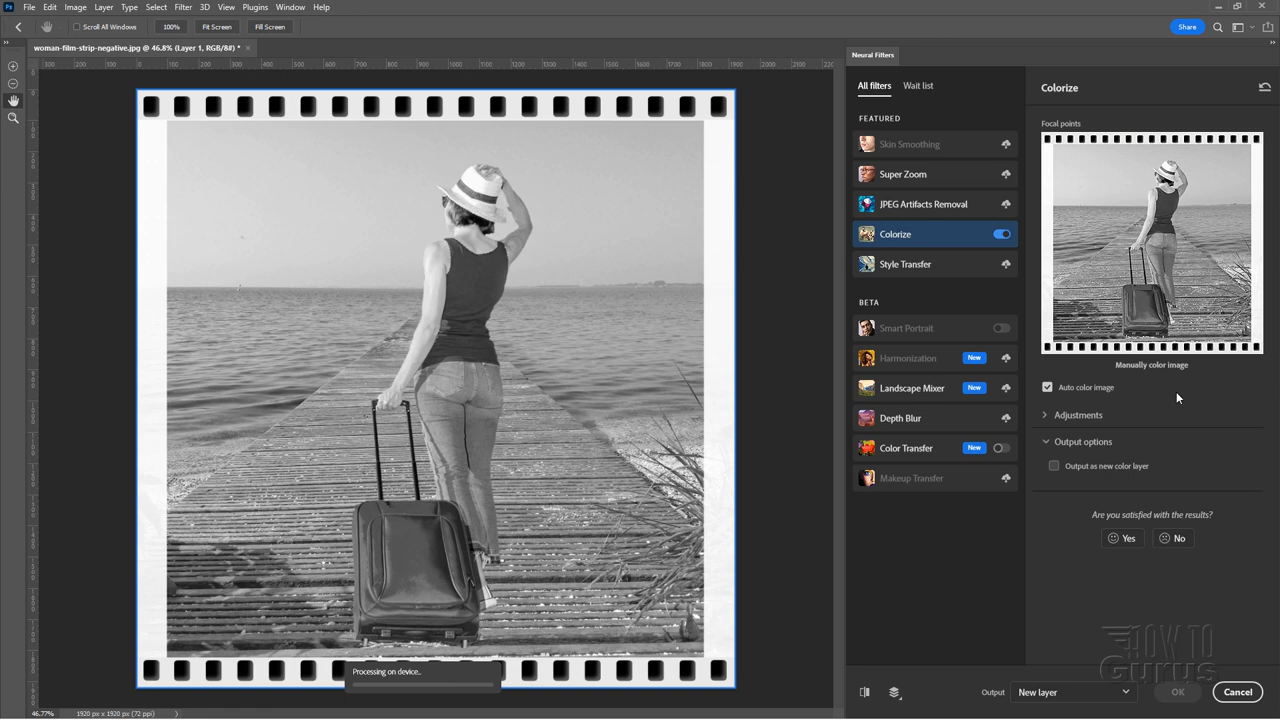 File Edit Image Layer Type Select Filter 3D View Plugins Window Help
Scroll All Windows 100% Fit Screen Fill Screen Share
woman-film-strip-negative.jpg @ 46.8% (Layer 1, RGB/8#) * ×
Neural Filters
All filters Wait list
FEATURED
Skin Smoothing
Super Zoom
JPEG Artifacts Removal
Colorize
Style Transfer
BETA
Smart Portrait
Harmonization New
Landscape Mixer New
Depth Blur
Color Transfer New
Makeup Transfer
Colorize
Focal points
Manually color image
Auto color image
Adjustments
Output options
Output as new color layer
Are you satisfied with the results?
Yes No
HOW TO
GURUS
Processing on device..
Output New layer OK Cancel
46.77% 1920 px x 1920 px (72 ppi)